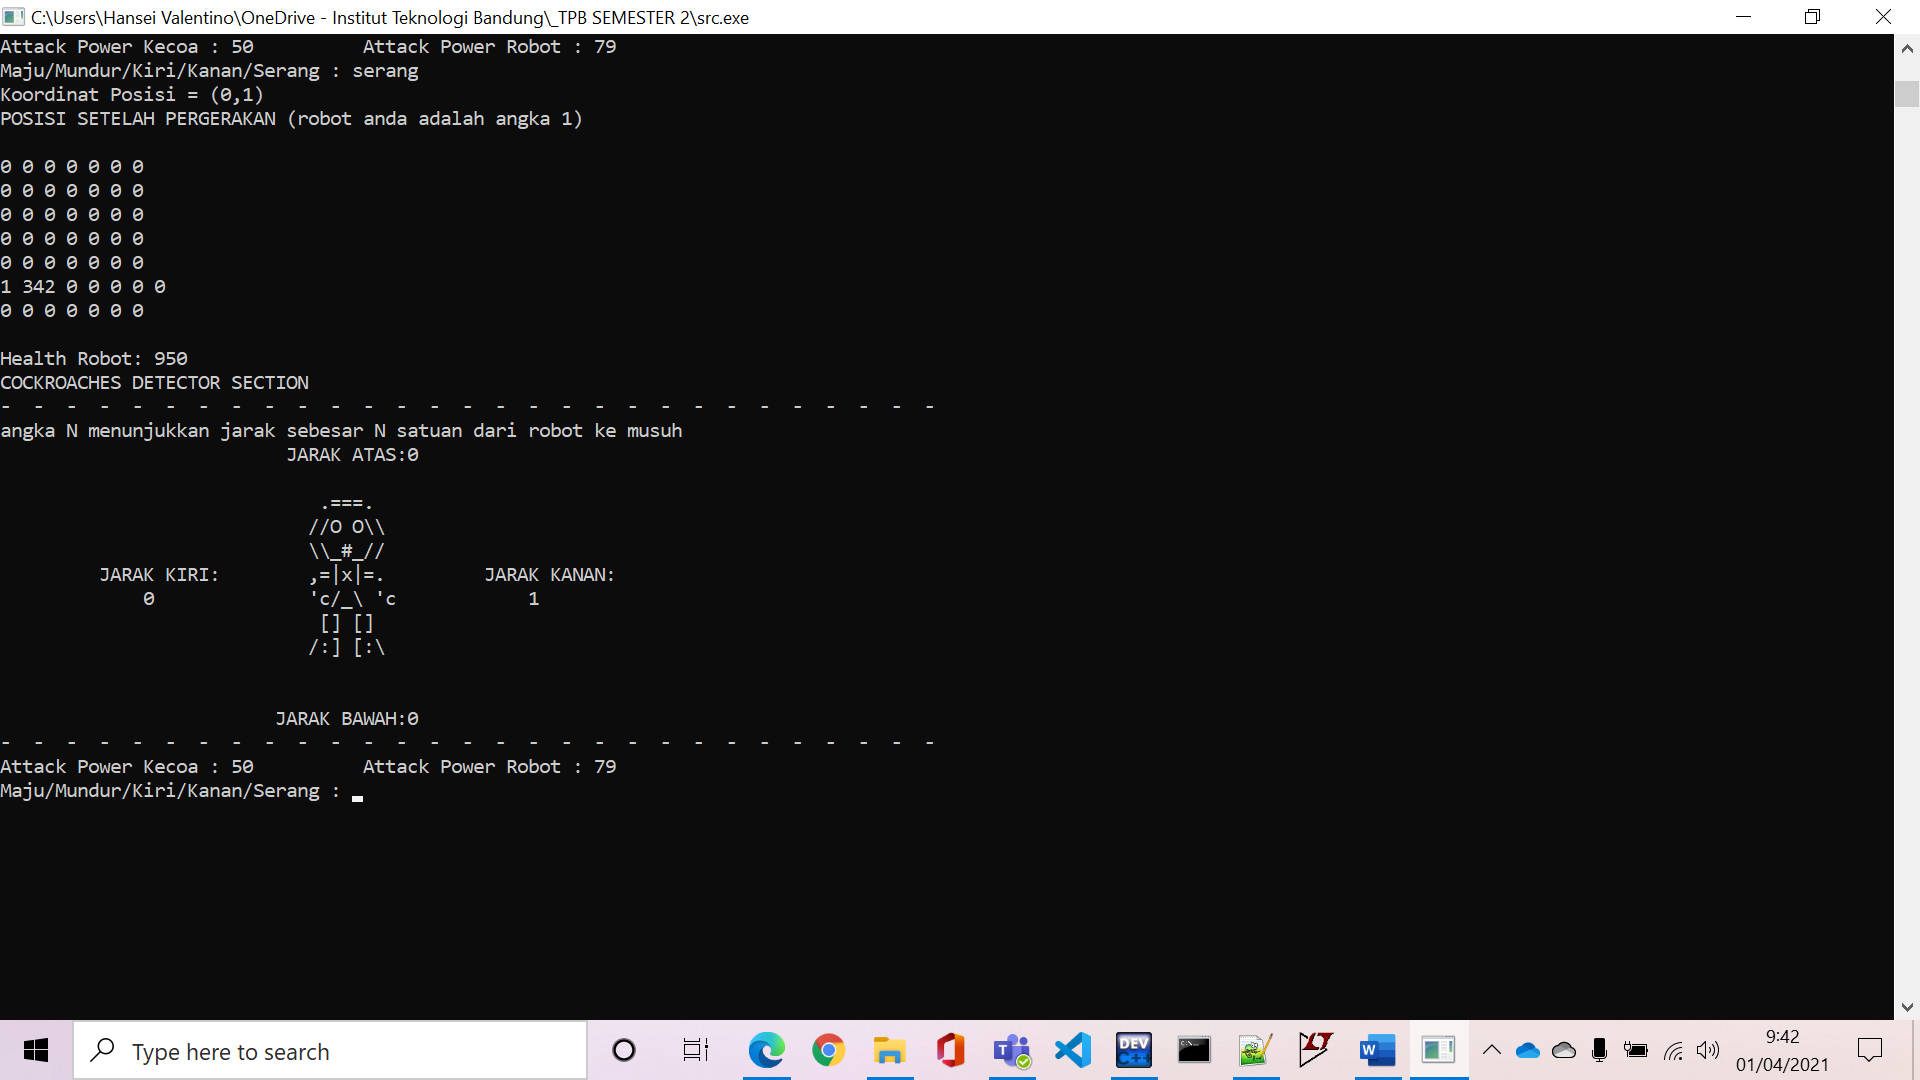 C:\Users\Hansei Valentino\OneDrive - Institut Teknologi Bandung\_TPB SEMESTER 2\src.exe
Attack Power Kecoa : 50          Attack Power Robot : 79
Maju/Mundur/Kiri/Kanan/Serang : serang
Koordinat Posisi = (0,1)
POSISI SETELAH PERGERAKAN (robot anda adalah angka 1)
0 0 0 0 0 0 0
0 0 0 0 0 0 0
0 0 0 0 0 0 0
0 0 0 0 0 0 0
0 0 0 0 0 0 0
1 342 0 0 0 0 0
0 0 0 0 0 0 0
Health Robot: 950
COCKROACHES DETECTOR SECTION
- - - - - - - - - - - - - - - - - - - - - - - - - - - - -
angka N menunjukkan jarak sebesar N satuan dari robot ke musuh
JARAK ATAS:0
.===.
//O O\\
\\_#_//
JARAK KIRI:        ,=|x|=.         JARAK KANAN:
0              'c/_\ 'c            1
[] []
/:] [:\
JARAK BAWAH:0
- - - - - - - - - - - - - - - - - - - - - - - - - - - - -
Attack Power Kecoa : 50          Attack Power Robot : 79
Maju/Mundur/Kiri/Kanan/Serang :
Type here to search
DEV C++
9:42
01/04/2021